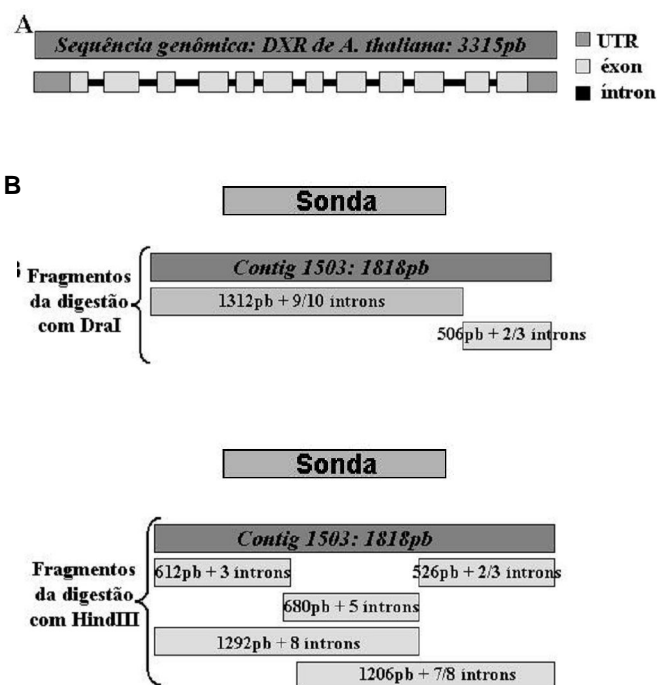 A
Sequência genômica: DXR de A. thaliana: 3315pb
UTR
éxon
íntron
B
Sonda
Fragmentos
da digestão
com DraI
Contig 1503: 1818pb
1312pb + 9/10 introns
506pb + 2/3 introns
Sonda
Fragmentos
da digestão
com HindIII
Contig 1503: 1818pb
612pb + 3 introns
526pb + 2/3 introns
680pb + 5 introns
1292pb + 8 introns
1206pb + 7/8 introns